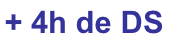 + 4h de DS